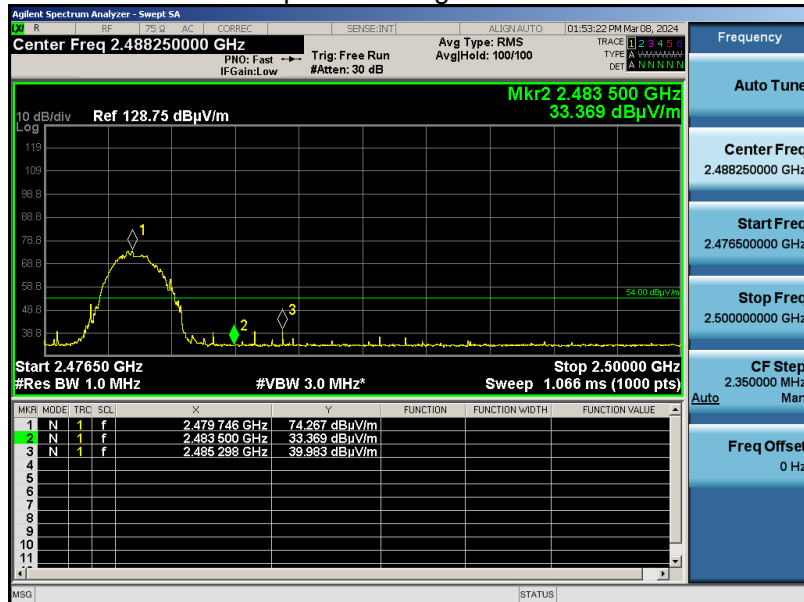 Agilent Spectrum Analyzer - Swept SA
LXI R RF 75 Ω AC CORREC SENSE:INT ALIGN AUTO 01:53:22 PM Mar 08, 2024
Center Freq 2.488250000 GHz
PNO: Fast
IFGain:Low
Trig: Free Run
#Atten: 30 dB
Avg Type: RMS
Avg|Hold: 100/100
TRACE 1 2 3 4 5 6
TYPE A WWWWW
DET A N N N N N
Mkr2 2.483 500 GHz
33.369 dBµV/m
10 dB/div Ref 128.75 dBµV/m
Log
119
109
98.8
88.8
78.8
68.8
58.8
48.8
38.8
1
2
3
54.00 dBµV/m
Start 2.47650 GHz Stop 2.50000 GHz
#Res BW 1.0 MHz #VBW 3.0 MHz* Sweep 1.066 ms (1000 pts)
MKR MODE TRC SCL X Y FUNCTION FUNCTION WIDTH FUNCTION VALUE
1 N 1 f 2.479 746 GHz 74.267 dBµV/m
2 N 1 f 2.483 500 GHz 33.369 dBµV/m
3 N 1 f 2.485 298 GHz 39.983 dBµV/m
4
5
6
7
8
9
10
11
MSG STATUS
Frequency
Auto Tune
Center Freq
2.488250000 GHz
Start Freq
2.476500000 GHz
Stop Freq
2.500000000 GHz
CF Step
2.350000 MHz
Auto Man
Freq Offset
0 Hz